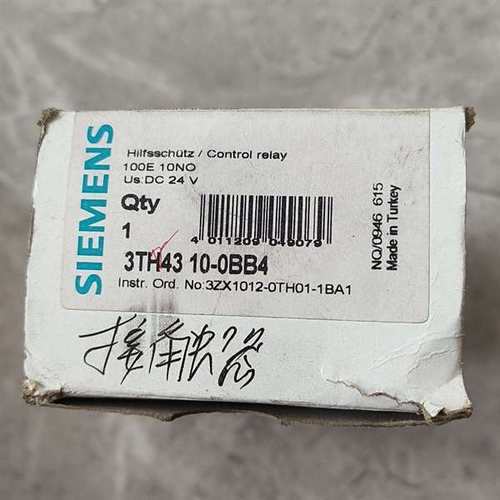 SIEMENS
Hilfsschütz / Control relay
100E 10NO
Us:DC 24 V
Qty
1
4 011209 049079
3TH43 10-0BB4
Instr. Ord. No:3ZX1012-0TH01-1BA1
NQ/0946 615
Made in Turkey
接触器